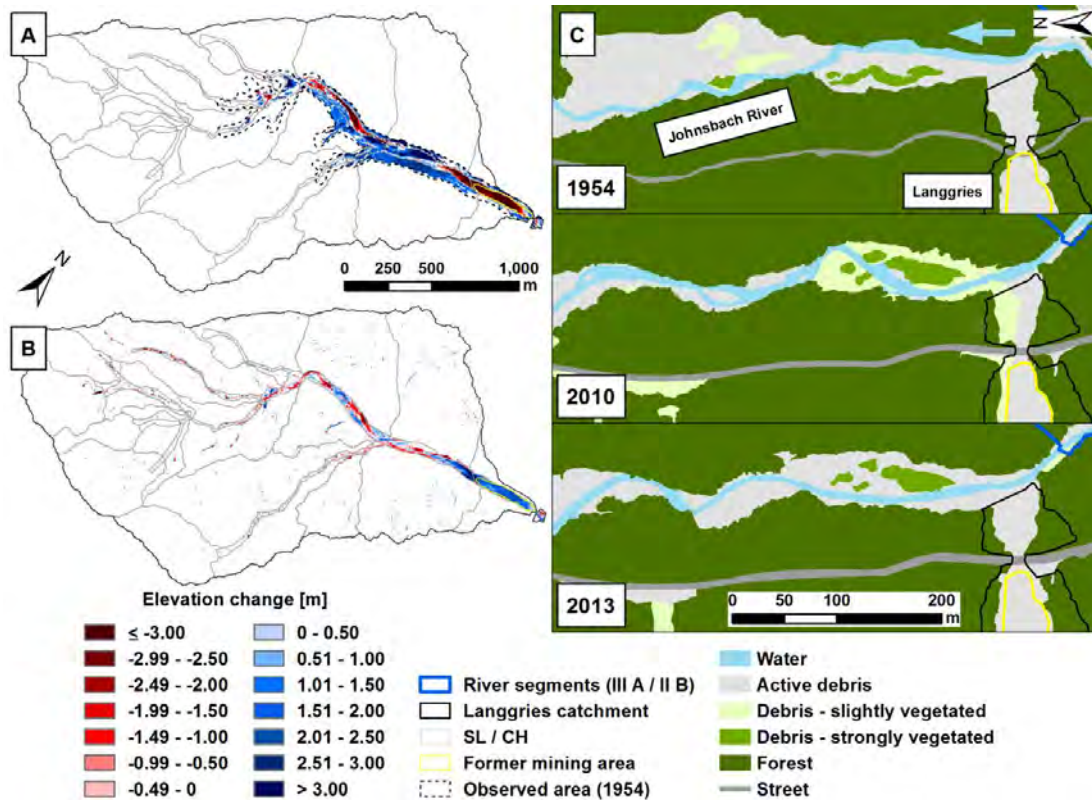 A
N
0 250 500 1,000
m
B
C
N
Johnsbach River
1954
Langgries
2010
2013
0 50 100 200
m
Elevation change [m]
≤ -3.00
-2.99 - -2.50
-2.49 - -2.00
-1.99 - -1.50
-1.49 - -1.00
-0.99 - -0.50
-0.49 - 0
0 - 0.50
0.51 - 1.00
1.01 - 1.50
1.51 - 2.00
2.01 - 2.50
2.51 - 3.00
> 3.00
River segments (III A / II B)
Langgries catchment
SL / CH
Former mining area
Observed area (1954)
Water
Active debris
Debris - slightly vegetated
Debris - strongly vegetated
Forest
Street